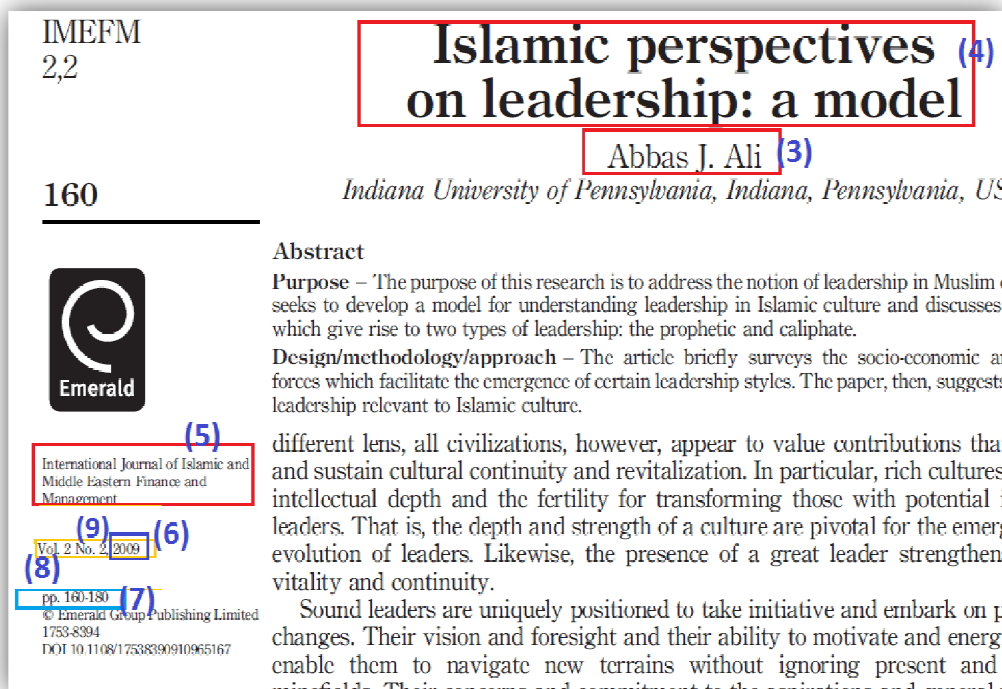 IMEFM
2,2
160
Islamic perspectives (4)
on leadership: a model
Abbas J. Ali (3)
Indiana University of Pennsylvania, Indiana, Pennsylvania,
Abstract
Purpose – The purpose of this research is to address the notion of leadership in Muslim
seeks to develop a model for understanding leadership in Islamic culture and discusses
which give rise to two types of leadership: the prophetic and caliphate.
Design/methodology/approach – The article briefly surveys the socio-economic
forces which facilitate the emergence of certain leadership styles. The paper, then, suggests
leadership relevant to Islamic culture.
different lens, all civilizations, however, appear to value contributions
and sustain cultural continuity and revitalization. In particular, rich cultures
intellectual depth and the fertility for transforming those with potential
leaders. That is, the depth and strength of a culture are pivotal for the
evolution of leaders. Likewise, the presence of a great leader
vitality and continuity.
Sound leaders are uniquely positioned to take initiative and embark on
changes. Their vision and foresight and their ability to motivate and
enable them to navigate new terrains without ignoring present and
Emerald
(5)
International Journal of Islamic and
Middle Eastern Finance and
Management
(9) (6)
Vol. 2 No. 2, 2009
(8)
pp. 160-180 (7)
© Emerald Group Publishing Limited
1753-8394
DOI 10.1108/17538390910965167